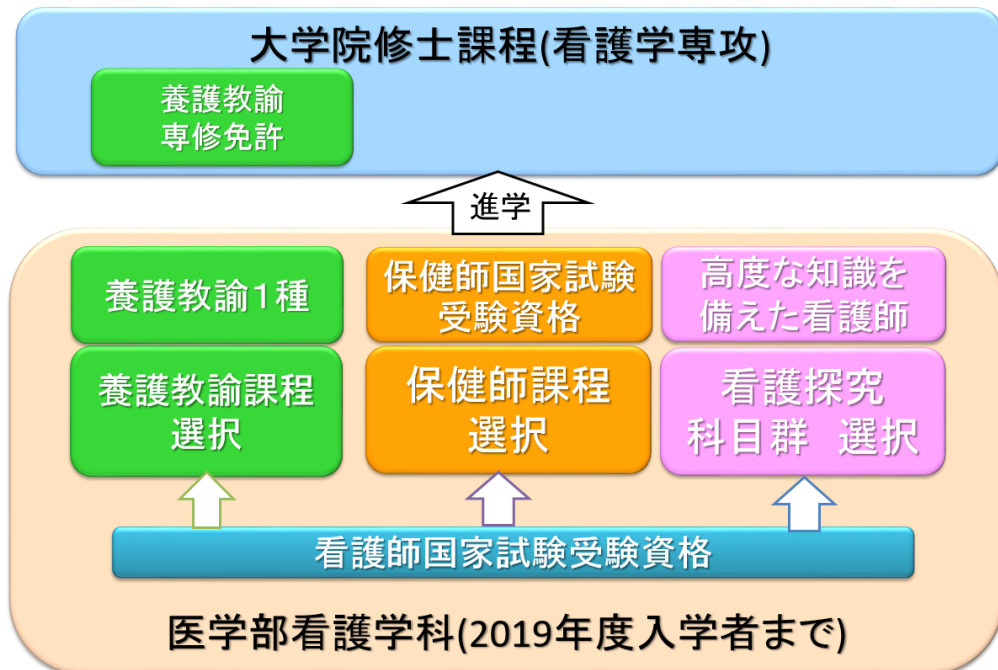 大学院修士課程(看護学専攻)
養護教諭
専修免許
進学
養護教諭1種
保健師国家試験
受験資格
高度な知識を
備えた看護師
養護教諭課程
選択
保健師課程
選択
看護探究
科目群　選択
看護師国家試験受験資格
医学部看護学科(2019年度入学者まで)